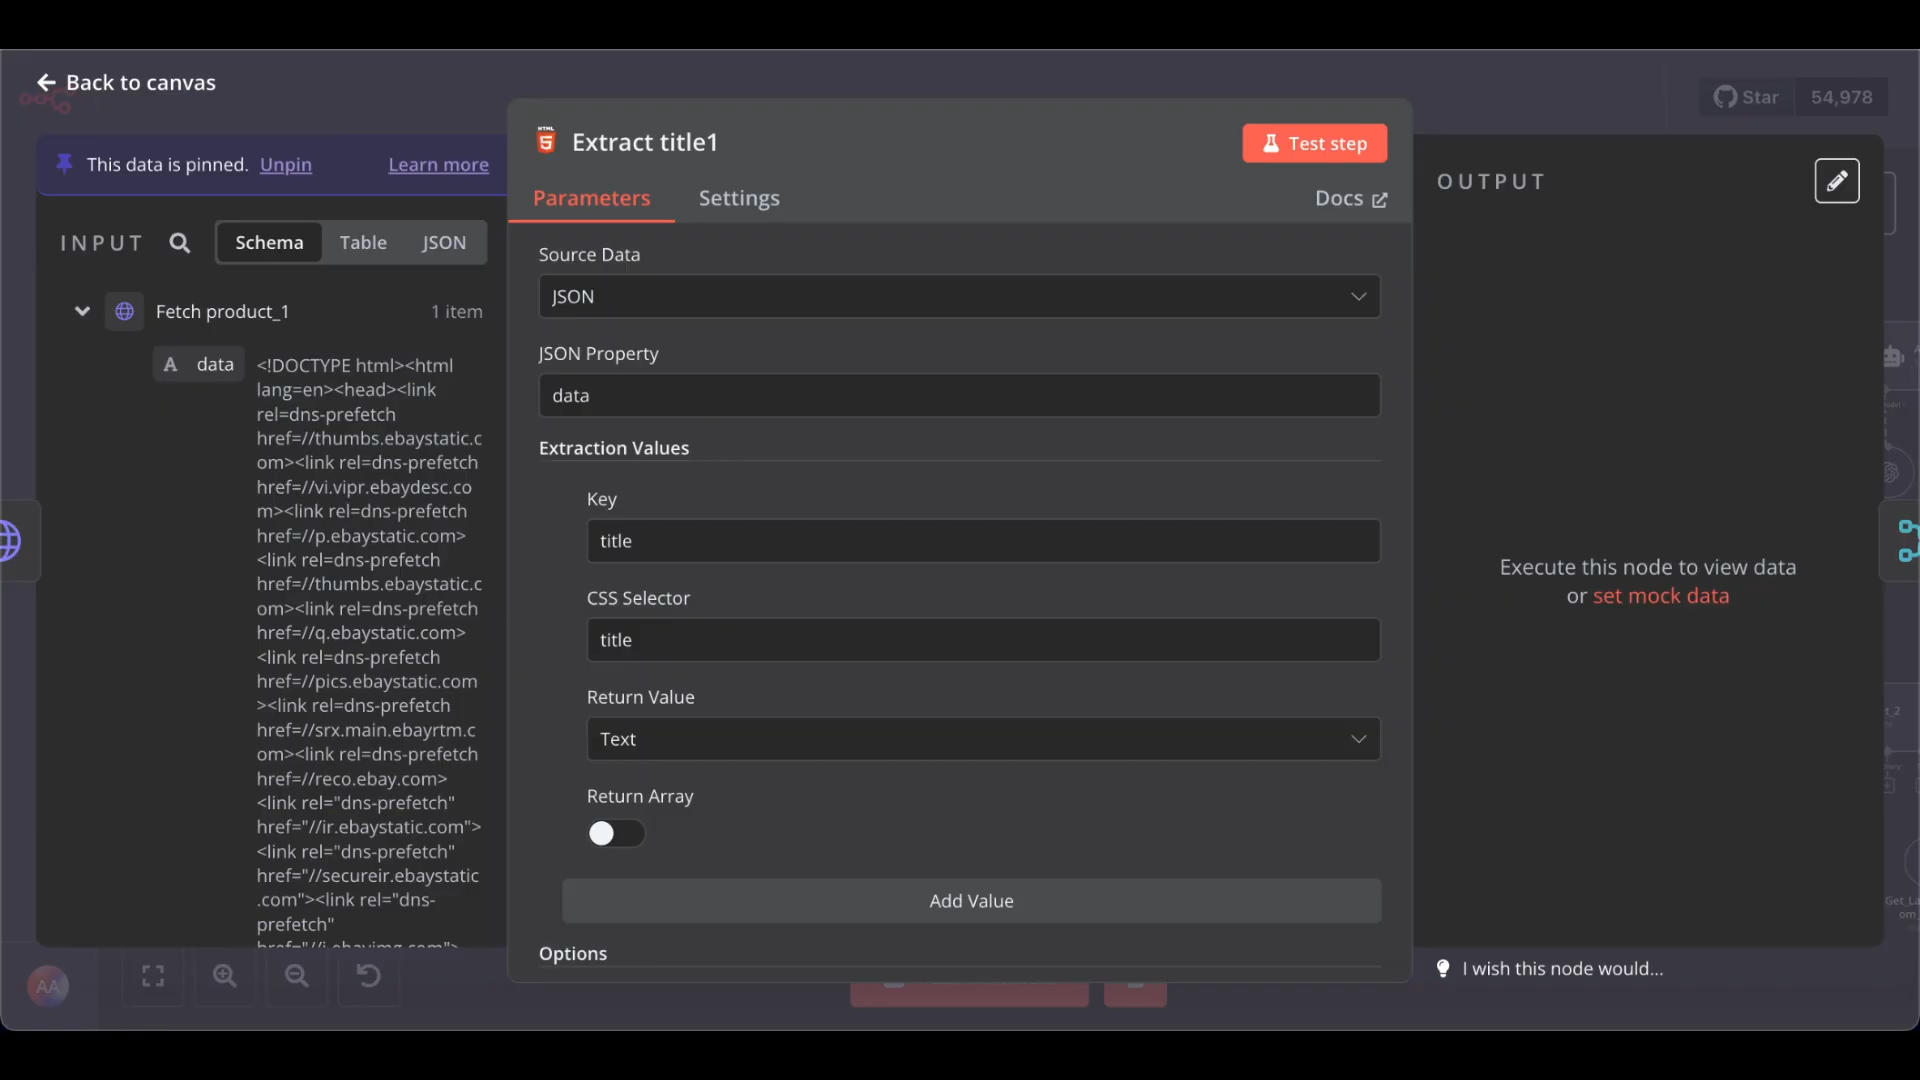 Back to canvas
Star 54,978
This data is pinned. Unpin Learn more
INPUT Schema Table JSON
Fetch product_1 1 item
A data
<!DOCTYPE html><html
lang=en><head><link
rel=dns-prefetch
href=//thumbs.ebaystatic.c
om><link rel=dns-prefetch
href=//vi.vipr.ebaydesc.co
m><link rel=dns-prefetch
href=//p.ebaystatic.com>
<link rel=dns-prefetch
href=//thumbs.ebaystatic.c
om><link rel=dns-prefetch
href=//q.ebaystatic.com>
<link rel=dns-prefetch
href=//pics.ebaystatic.com
><link rel=dns-prefetch
href=//srx.main.ebayrtm.c
om><link rel=dns-prefetch
href=//reco.ebay.com>
<link rel="dns-prefetch"
href="//ir.ebaystatic.com">
<link rel="dns-prefetch"
href="//secureir.ebaystatic
.com"><link rel="dns-
prefetch"
href="//i.ebayimg.com">
HTML
5
Extract title1
Test step
Parameters Settings Docs
Source Data
JSON
JSON Property
data
Extraction Values
Key
title
CSS Selector
title
Return Value
Text
Return Array
Add Value
Options
OUTPUT
Execute this node to view data
or set mock data
I wish this node would...
AA